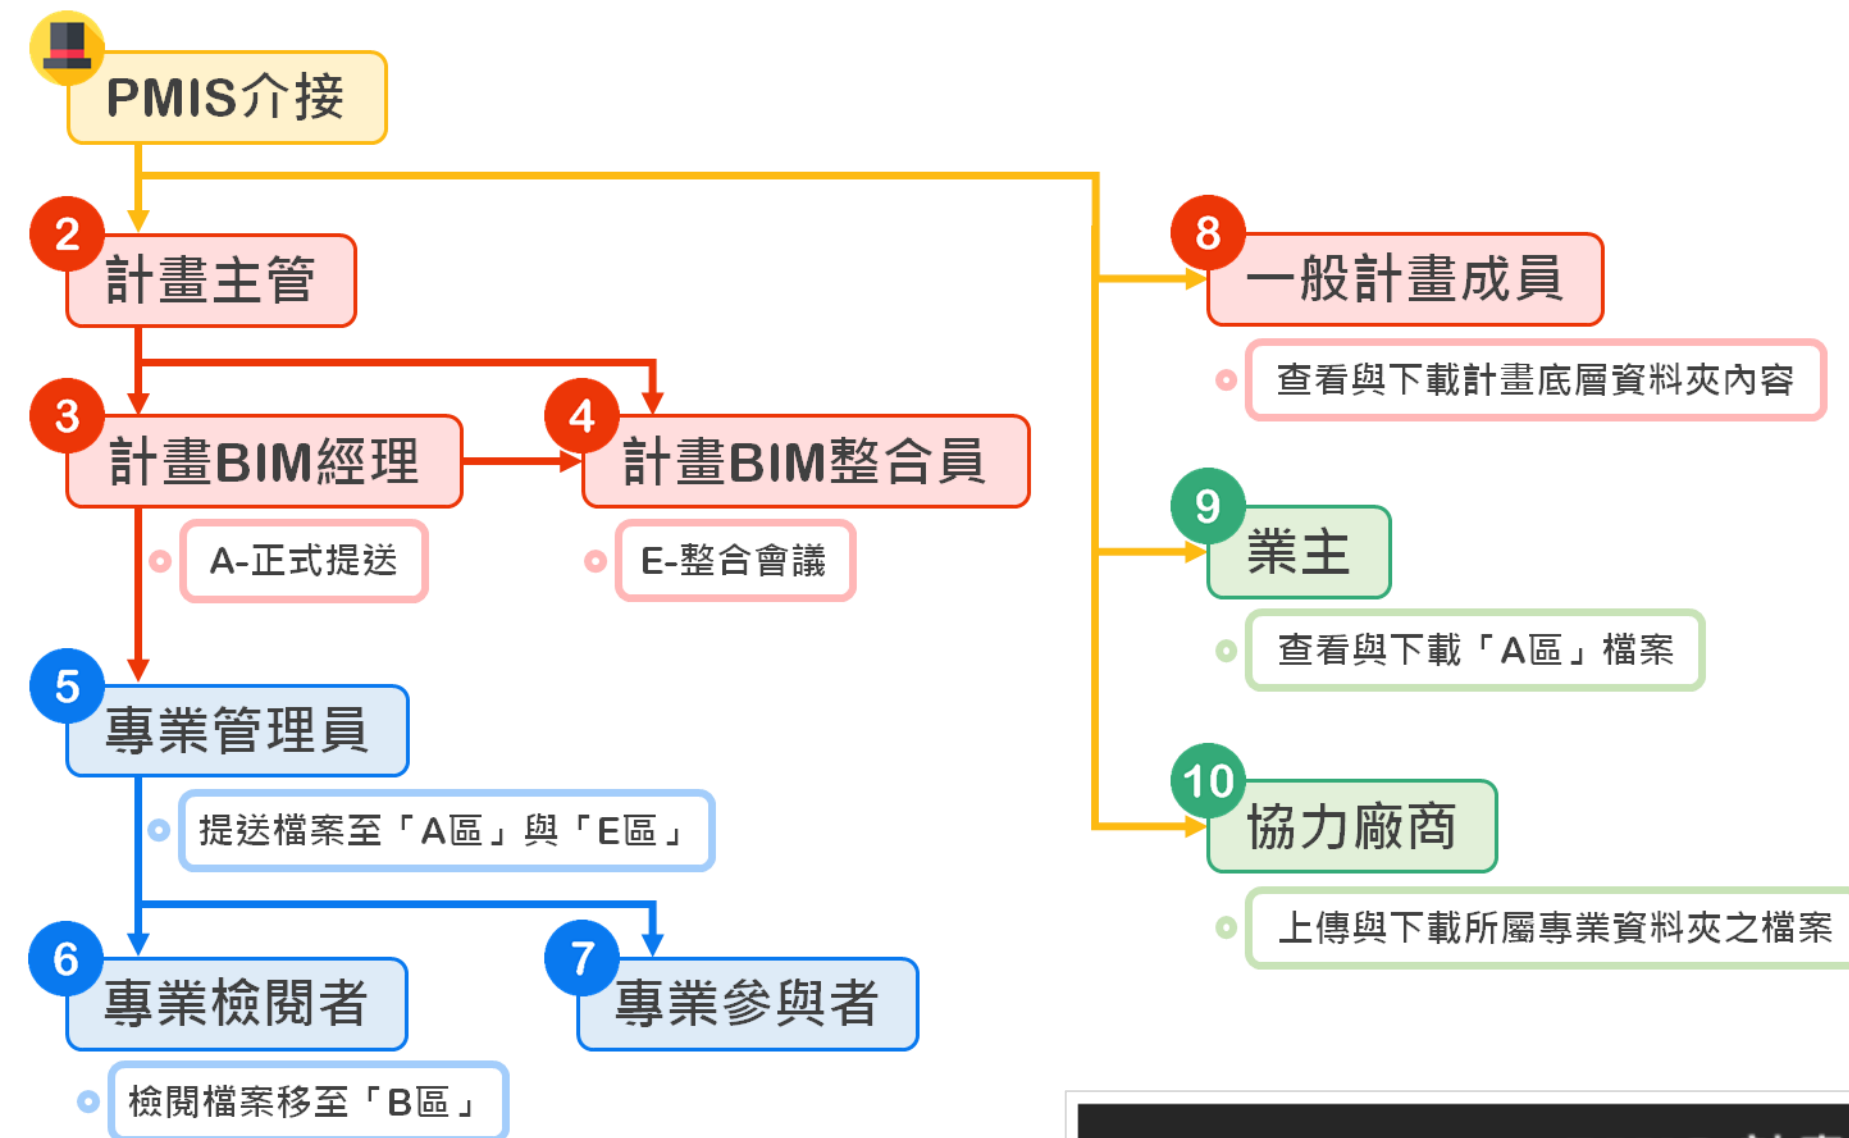 PMIS介接
2
計畫主管
3
計畫BIM經理
A-正式提送
4
計畫BIM整合員
E-整合會議
5
專業管理員
提送檔案至「A區」與「E區」
6
專業檢閱者
檢閱檔案移至「B區」
7
專業參與者
8
一般計畫成員
查看與下載計畫底層資料夾內容
9
業主
查看與下載「A區」檔案
10
協力廠商
上傳與下載所屬專業資料夾之檔案